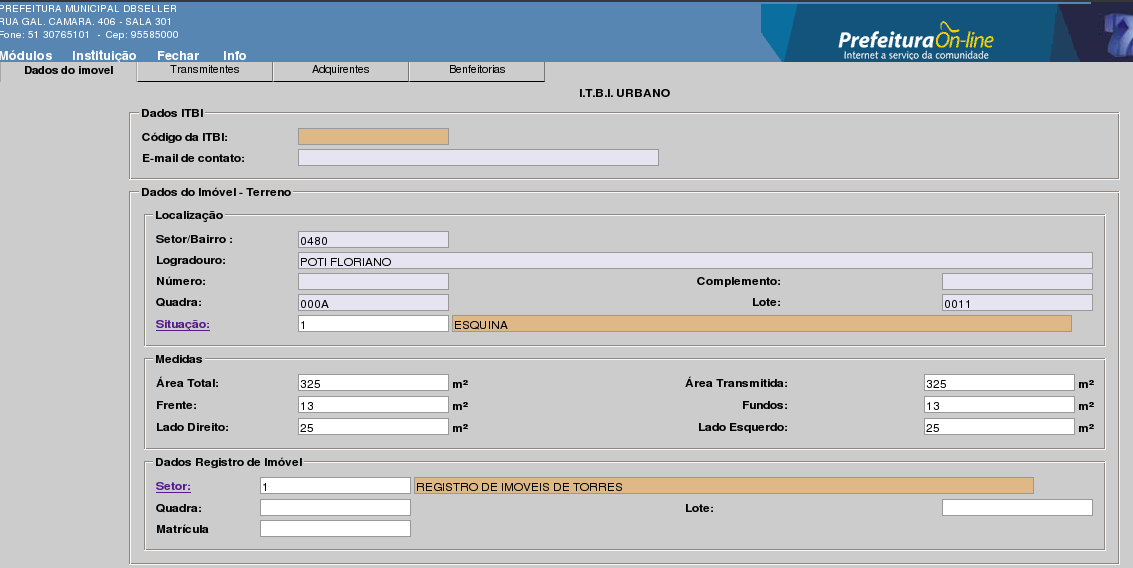 PREFEITURA MUNICIPAL DBSELLER
RUA GAL. CAMARA. 406 - SALA 301
Fone: 51 30765101 - Cep: 95585000
Módulos Instituição Fechar Info
PrefeituraOn-line
Internet a serviço da comunidade
Dados do imovel Transmitentes Adquirentes Benfeitorias
I.T.B.I. URBANO
Dados ITBI
Código da ITBI:
E-mail de contato:
Dados do Imóvel - Terreno
Localização
Setor/Bairro : 0480
Logradouro: POTI FLORIANO
Número: Complemento:
Quadra: 000A Lote: 0011
Situação: 1 ESQUINA
Medidas
Área Total: 325 m² Área Transmitida: 325 m²
Frente: 13 m² Fundos: 13 m²
Lado Direito: 25 m² Lado Esquerdo: 25 m²
Dados Registro de Imóvel
Setor: 1 REGISTRO DE IMOVEIS DE TORRES
Quadra: Lote:
Matrícula